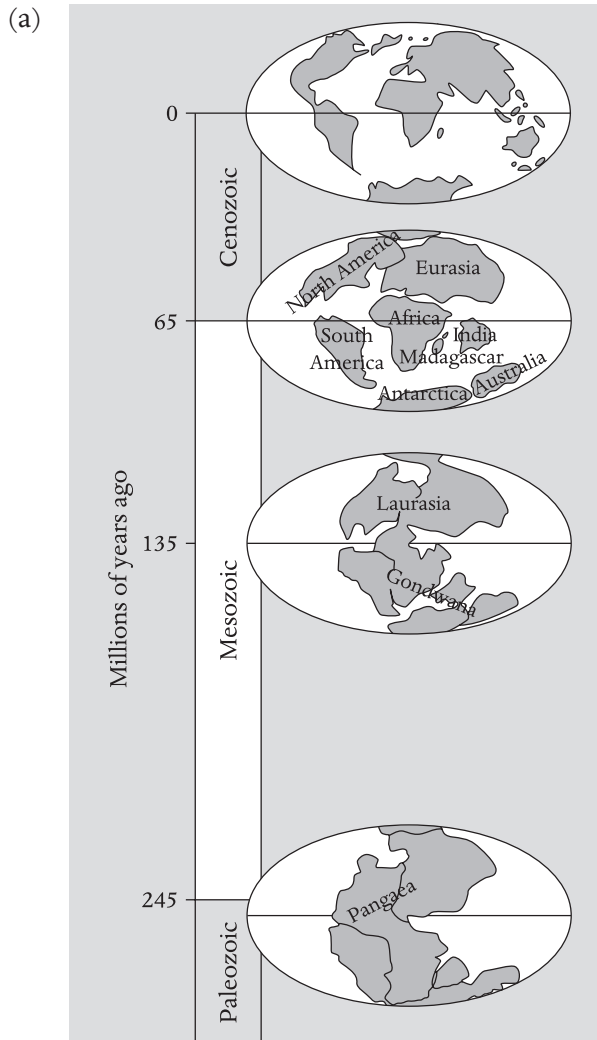 (a)
0
Cenozoic
North America
Eurasia
65
Africa
South
America
India
Madagascar
Australia
Antarctica
Millions of years ago
Laurasia
135
Mesozoic
Gondwana
245
Pangaea
Paleozoic